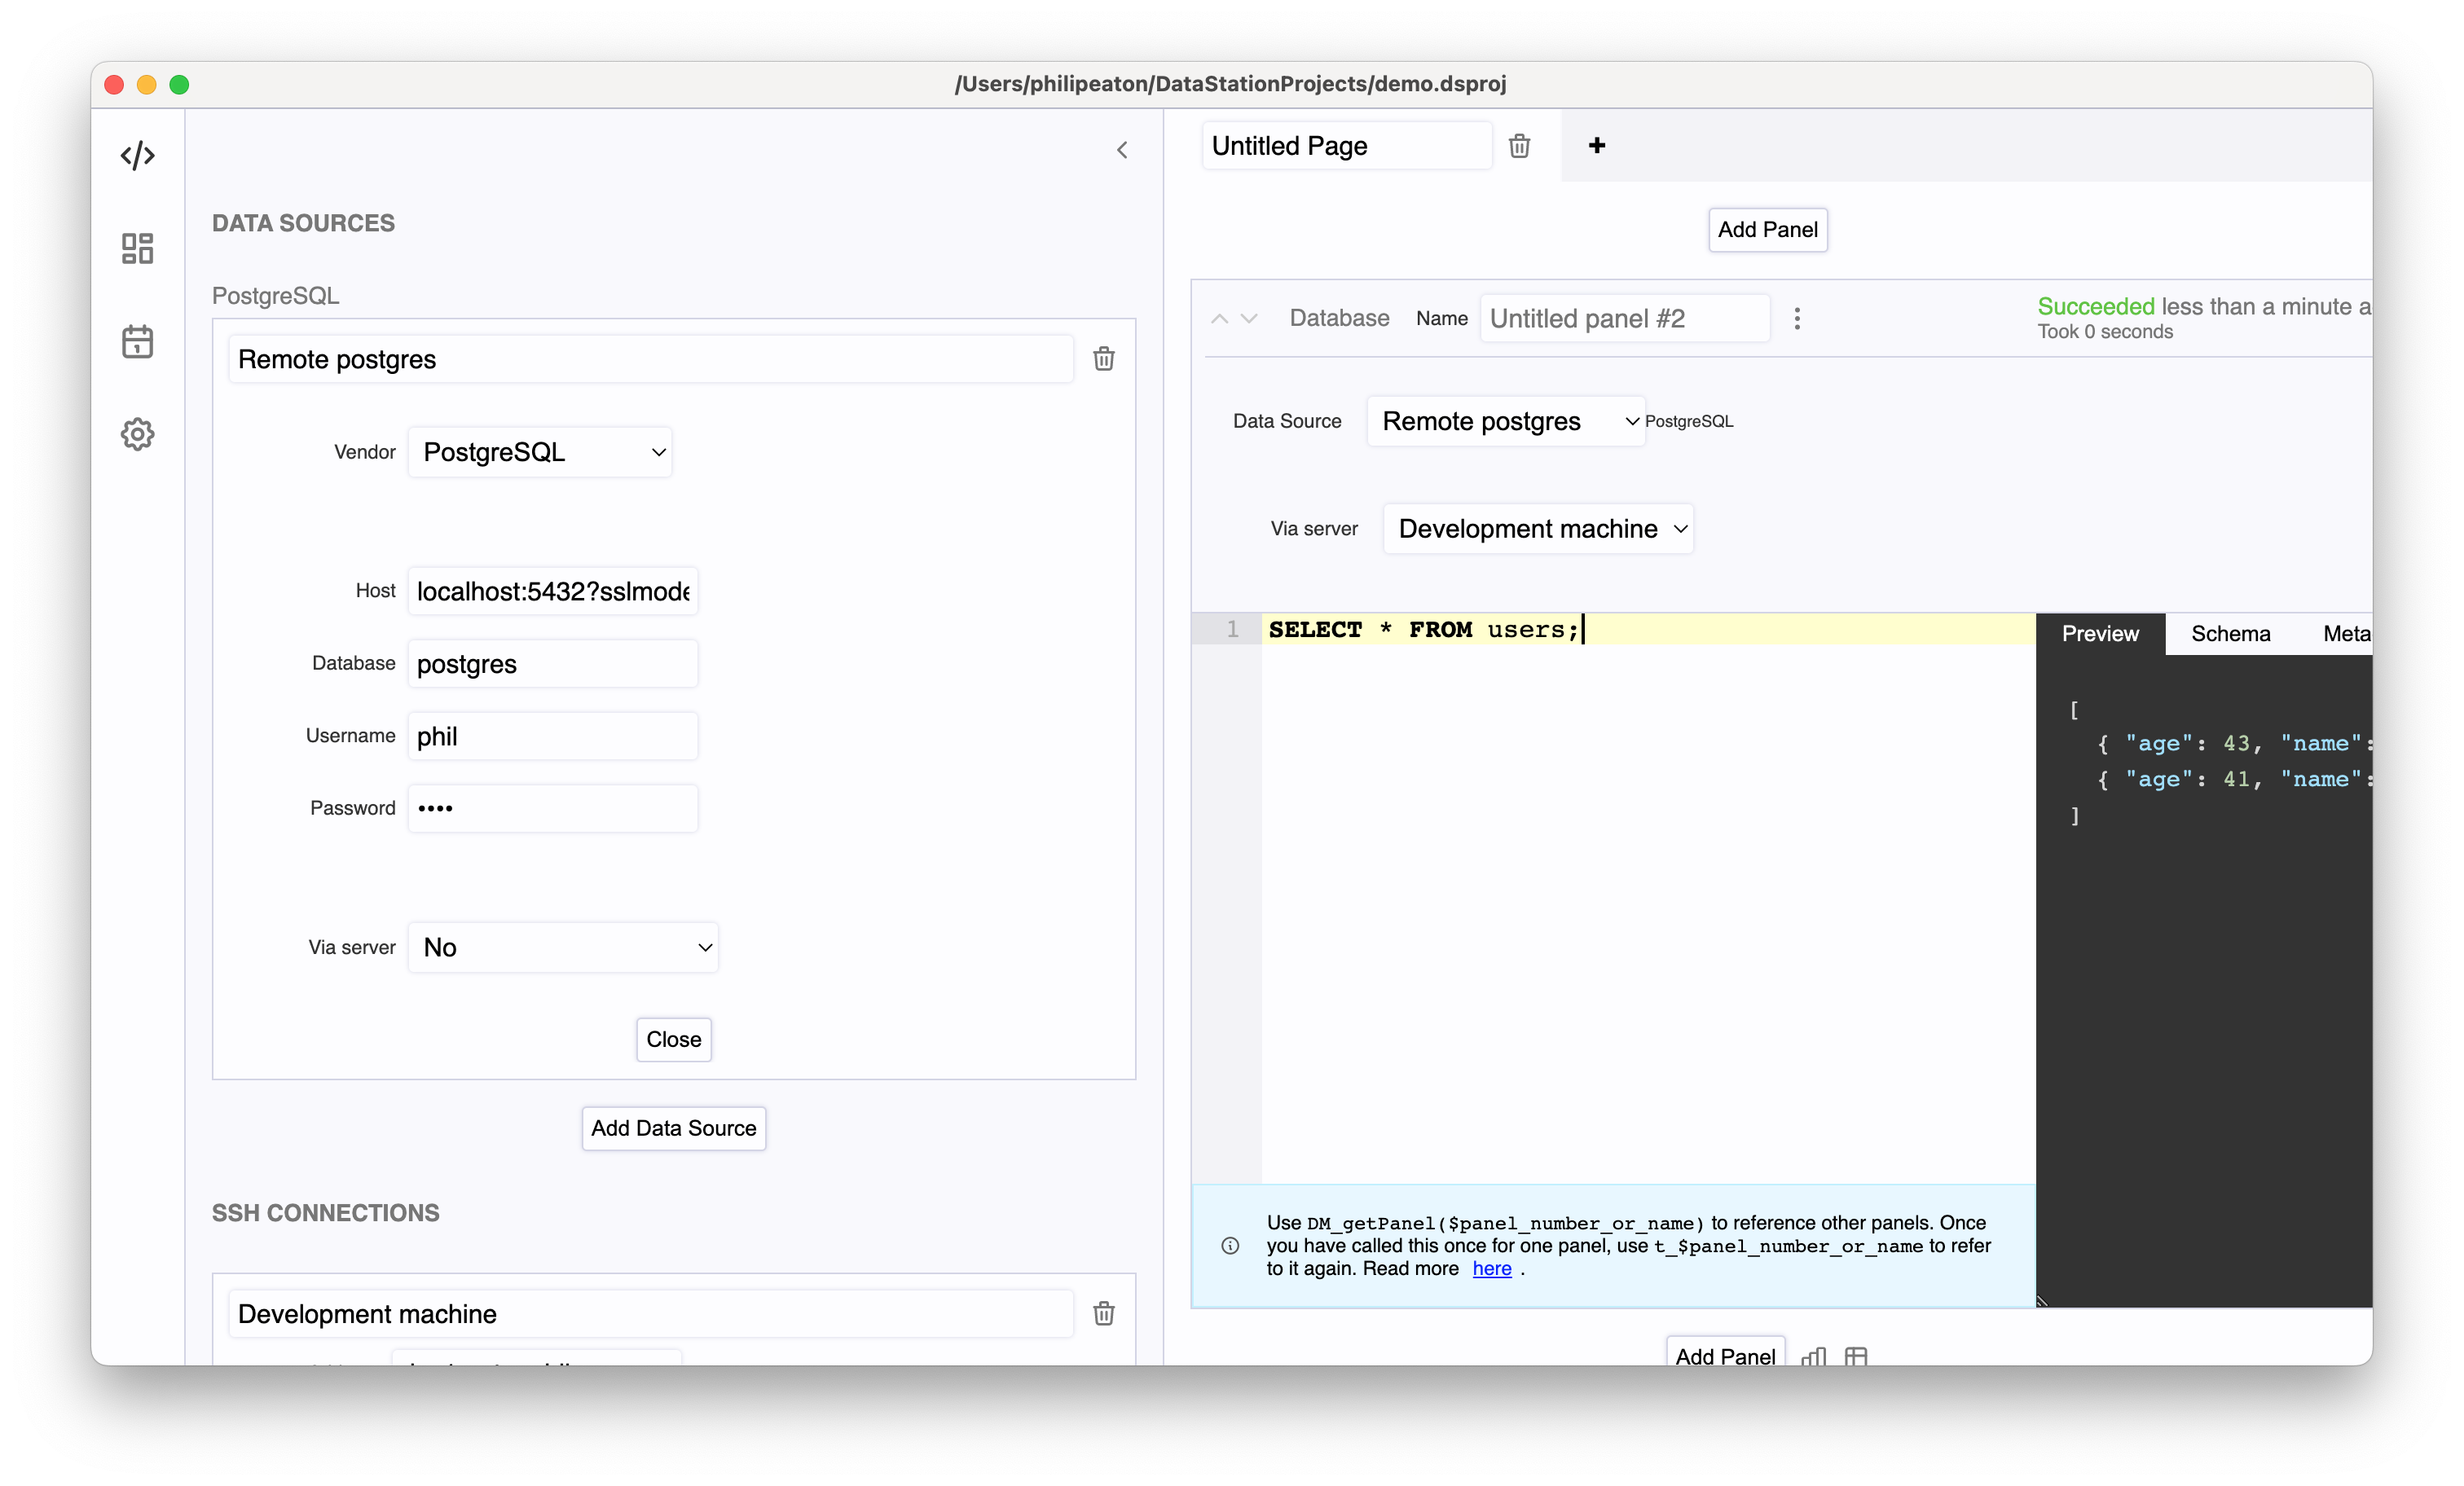 /Users/philipeaton/DataStationProjects/demo.dsproj
DATA SOURCES
PostgreSQL
Remote postgres
Vendor PostgreSQL
Host localhost:5432?sslmode
Database postgres
Username phil
Password ••••
Via server No
Close
Add Data Source
SSH CONNECTIONS
Development machine
Untitled Page
Add Panel
Database Name Untitled panel #2
Succeeded less than a minute a
Took 0 seconds
Data Source Remote postgres PostgreSQL
Via server Development machine
1 SELECT * FROM users;
Preview Schema Meta
[
{ "age": 43, "name":
{ "age": 41, "name":
]
Use DM_getPanel($panel_number_or_name) to reference other panels. Once
you have called this once for one panel, use t_$panel_number_or_name to refer
to it again. Read more here .
Add Panel